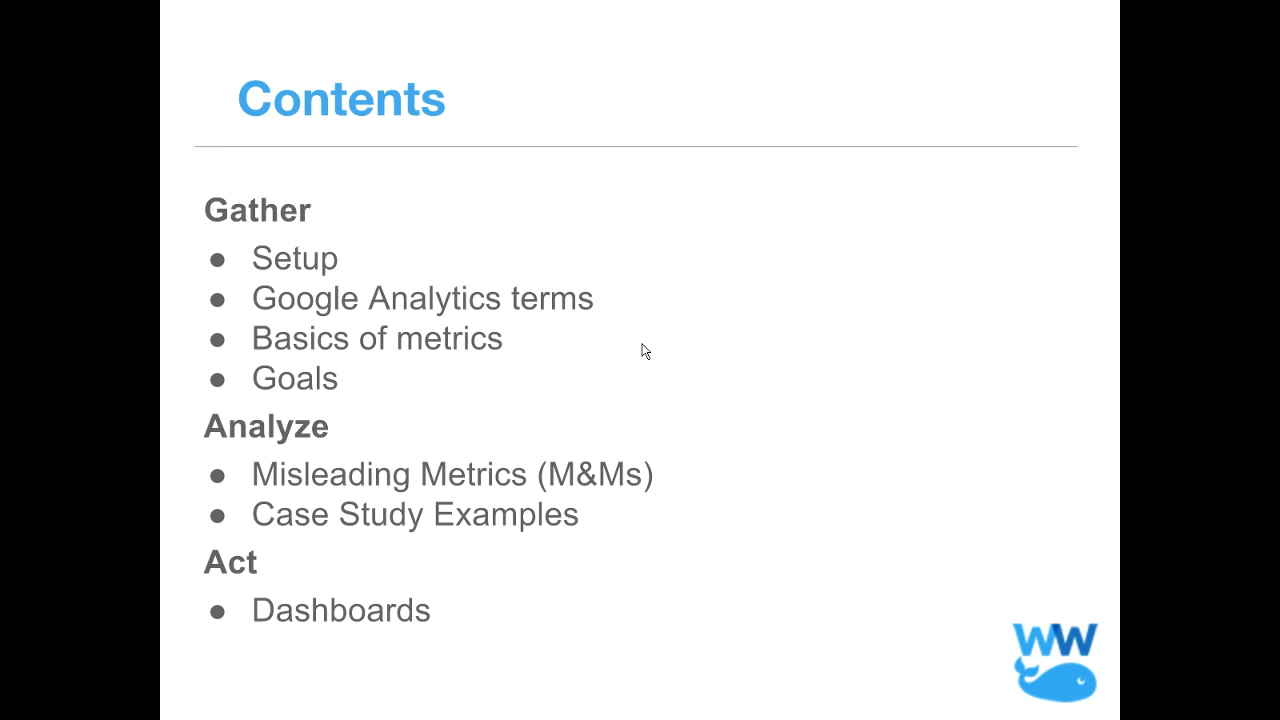 Contents
Gather
● Setup
● Google Analytics terms
● Basics of metrics
● Goals
Analyze
● Misleading Metrics (M&Ms)
● Case Study Examples
Act
● Dashboards
WW